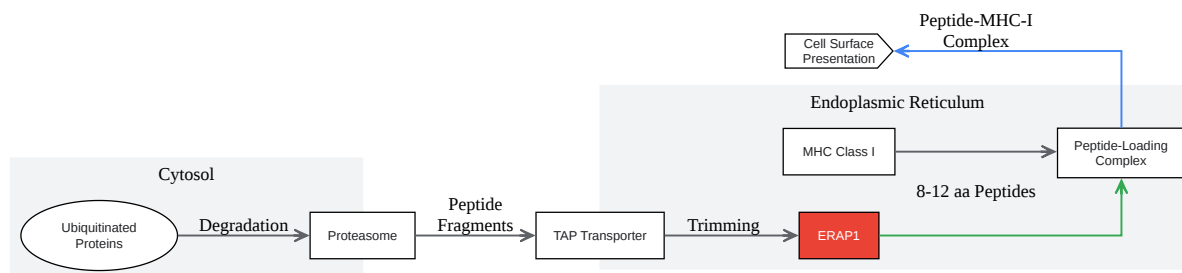 Peptide-MHC-I
Complex
Cell Surface
Presentation
Endoplasmic Reticulum
MHC Class I
Peptide-Loading
Complex
Cytosol
8-12 aa Peptides
Ubiquitinated
Proteins
Degradation
Proteasome
Peptide
Fragments
TAP Transporter
Trimming
ERAP1